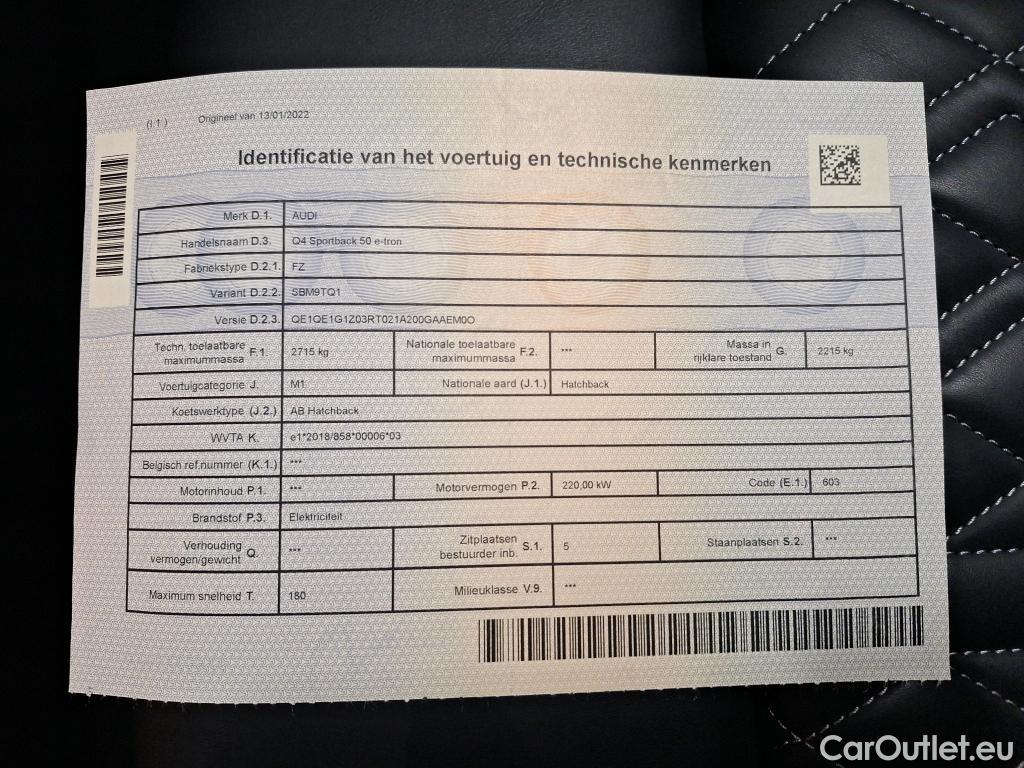 (I.1) Origineel van 13/01/2022
Identificatie van het voertuig en technische kenmerken
Merk D.1. AUDI
Handelsnaam D.3. Q4 Sportback 50 e-tron
Fabriekstype D.2.1. FZ
Variant D.2.2. SBM9TQ1
Versie D.2.3. QE1QE1G1Z03RT021A200GAAEM0O
Techn. toelaatbare maximummassa F.1. 2715 kg Nationale toelaatbare maximummassa F.2. *** Massa in rijklare toestand G. 2215 kg
Voertuigcategorie J. M1 Nationale aard (J.1.) Hatchback
Koetswerktype (J.2.) AB Hatchback
WVTA K. e1*2018/858*00006*03
Belgisch ref.nummer (K.1.) ***
Motorinhoud P.1. *** Motorvermogen P.2. 220,00 kW Code (E.1.) 603
Brandstof P.3. Elektriciteit
Verhouding vermogen/gewicht Q. *** Zitplaatsen bestuurder inb. S.1. 5 Staanplaatsen S.2. ***
Maximum snelheid T. 180 Milieuklasse V.9. ***
CarOutlet.eu